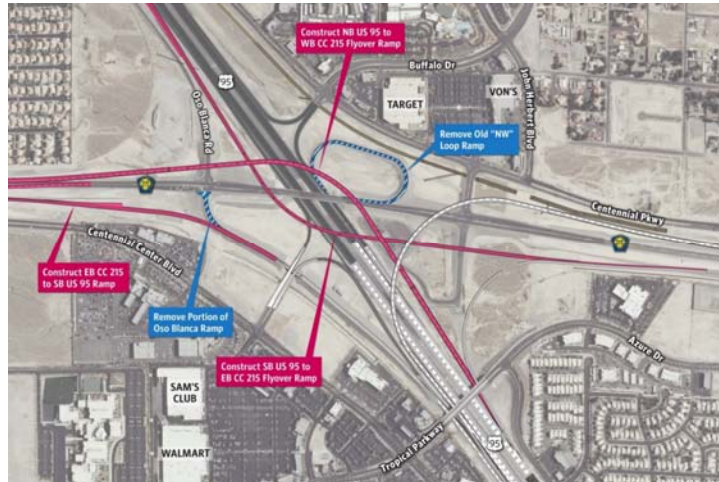 Construct NB US 95 to
WB CC 215 Flyover Ramp
95
Oso Blanca Rd
Buffalo Dr
TARGET
VON'S
John Herbert Blvd
Remove Old "NW"
Loop Ramp
Centennial Pkwy
Centennial Center Blvd
Construct EB CC 215
to SB US 95 Ramp
Remove Portion of
Oso Blanca Ramp
Construct SB US 95 to
EB CC 215 Flyover Ramp
Azure Dr
SAM'S
CLUB
WALMART
Tropical Parkway
95